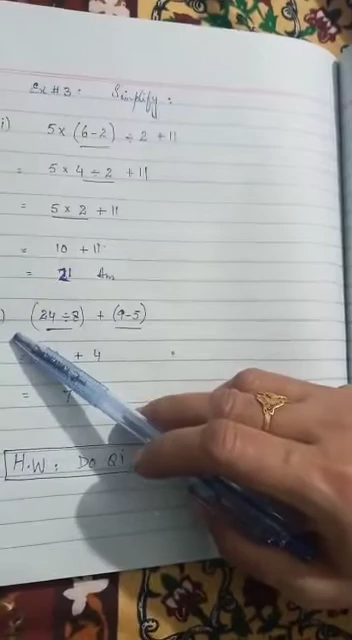 Ex #3: Simplify:
i) 5 × (6-2) ÷ 2 + 11
= 5 × 4 ÷ 2 + 11
= 5 × 2 + 11
= 10 + 11
= 21 Ans
) (24 ÷ 8) + (9-5)
+ 4
= 7
H.W: Do Q1